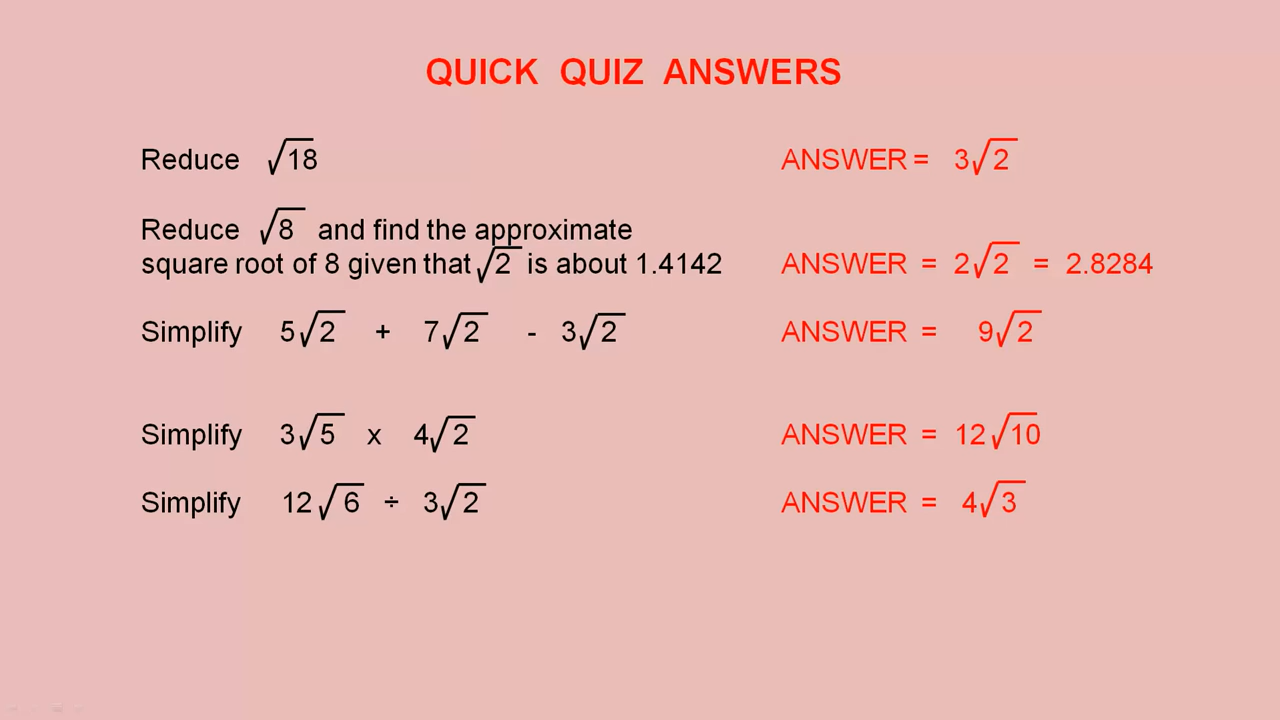 QUICK QUIZ ANSWERS
Reduce √18 ANSWER = 3√2
Reduce √8 and find the approximate
square root of 8 given that √2 is about 1.4142 ANSWER = 2√2 = 2.8284
Simplify 5√2 + 7√2 - 3√2 ANSWER = 9√2
Simplify 3√5 x 4√2 ANSWER = 12√10
Simplify 12√6 ÷ 3√2 ANSWER = 4√3